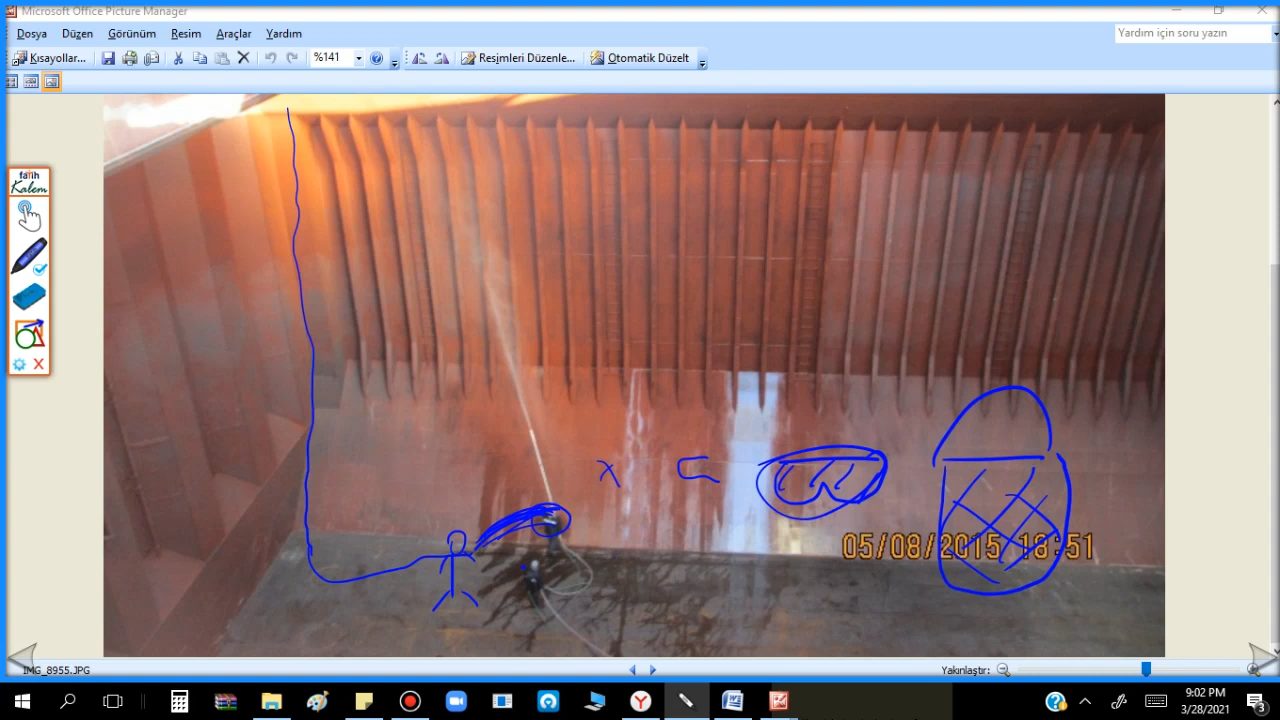 Microsoft Office Picture Manager
Dosya Düzen Görünüm Resim Araçlar Yardım
Yardım için soru yazın
Kısayollar... %141 Resimleri Düzenle... Otomatik Düzelt
fatih
Kalem
05/08/2015 18:51
IMG_8955.JPG
Yakınlaştır:
9:02 PM
3/28/2021
3